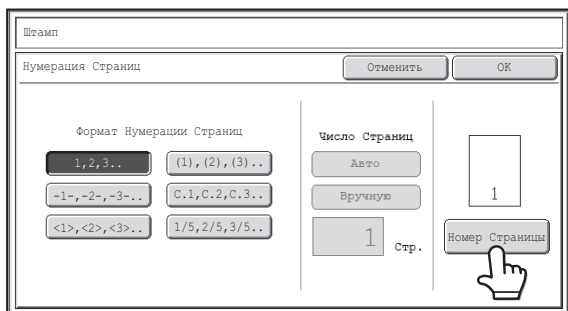 Штамп
Нумерация Страниц
Отменить
OK
Формат Нумерации Страниц
1,2,3..
(1),(2),(3)..
-1-,-2-,-3-..
С.1,С.2,С.3..
<1>,<2>,<3>..
1/5,2/5,3/5..
Число Страниц
Авто
Вручную
1 Стр.
1
Номер Страницы